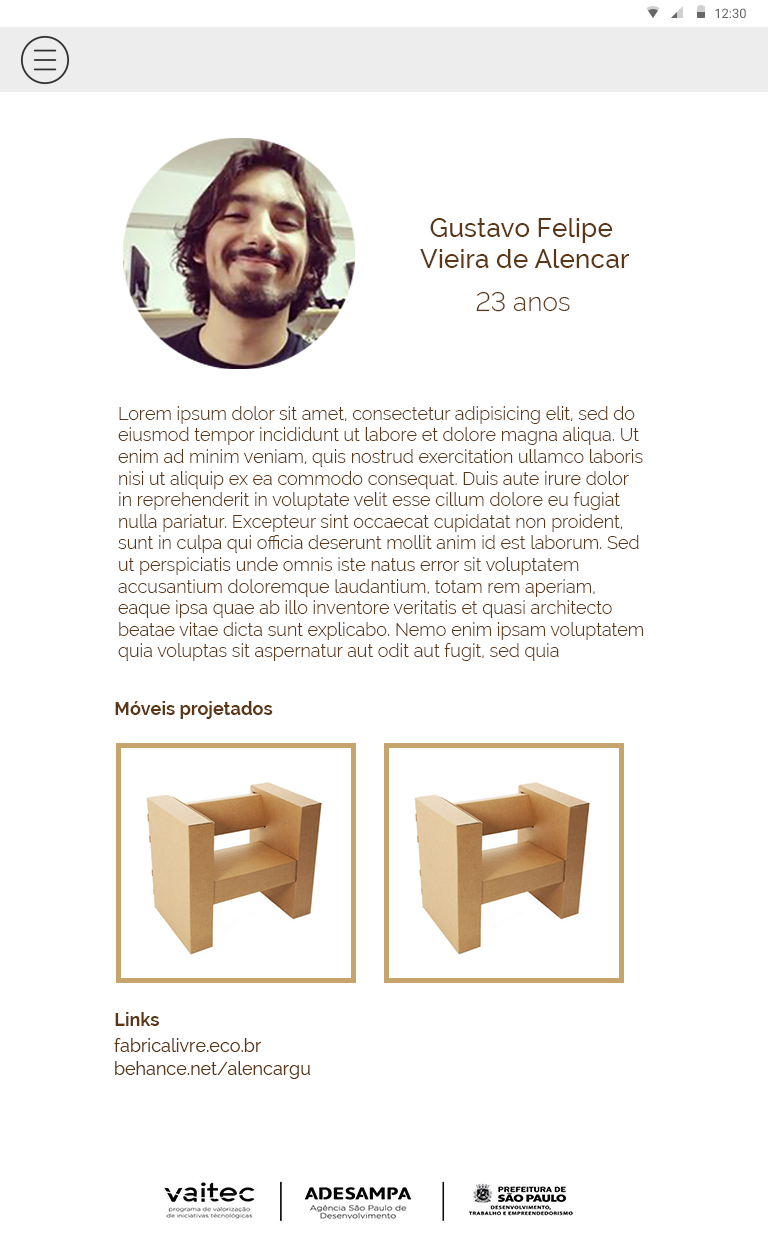 12:30
Gustavo Felipe
Vieira de Alencar
23 anos
Lorem ipsum dolor sit amet, consectetur adipisicing elit, sed do
eiusmod tempor incididunt ut labore et dolore magna aliqua. Ut
enim ad minim veniam, quis nostrud exercitation ullamco laboris
nisi ut aliquip ex ea commodo consequat. Duis aute irure dolor
in reprehenderit in voluptate velit esse cillum dolore eu fugiat
nulla pariatur. Excepteur sint occaecat cupidatat non proident,
sunt in culpa qui officia deserunt mollit anim id est laborum. Sed
ut perspiciatis unde omnis iste natus error sit voluptatem
accusantium doloremque laudantium, totam rem aperiam,
eaque ipsa quae ab illo inventore veritatis et quasi architecto
beatae vitae dicta sunt explicabo. Nemo enim ipsam voluptatem
quia voluptas sit aspernatur aut odit aut fugit, sed quia
Móveis projetados
Links
fabricalivre.eco.br
behance.net/alencargu
vaitec
programa de valorização
de iniciativas tecnológicas
ADESAMPA
Agência São Paulo de
Desenvolvimento
PREFEITURA DE
SÃO PAULO
DESENVOLVIMENTO,
TRABALHO E EMPREENDEDORISMO